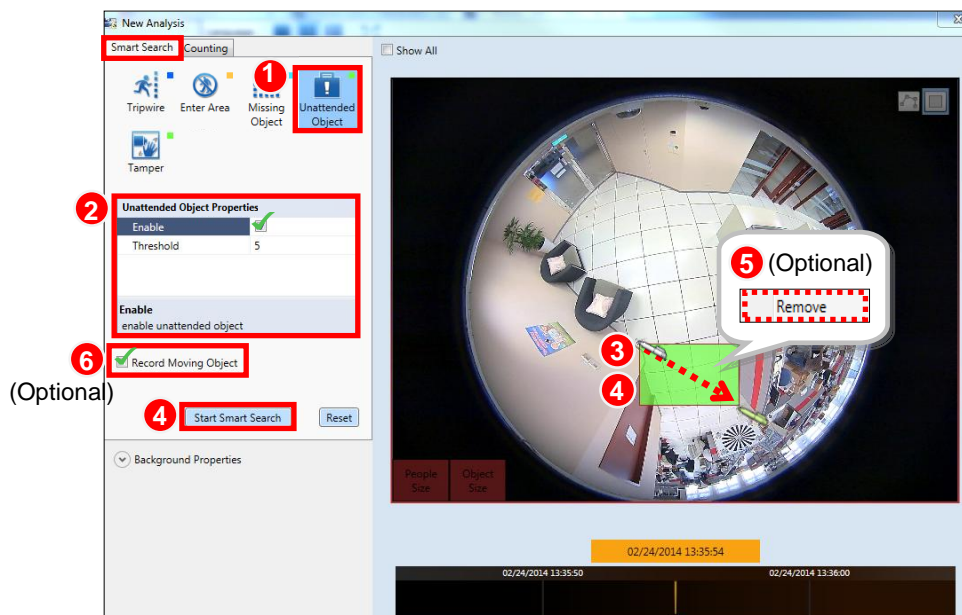 New Analysis
Smart Search
Counting
Show All
1
Tripwire
Enter Area
Missing Object
Unattended Object
Tamper
2
Unattended Object Properties
Enable
Threshold 5
Enable
enable unattended object
6
Record Moving Object
(Optional)
4
Start Smart Search
Reset
Background Properties
5 (Optional)
Remove
3
4
People Size
Object Size
02/24/2014 13:35:54
02/24/2014 13:35:50
02/24/2014 13:36:00